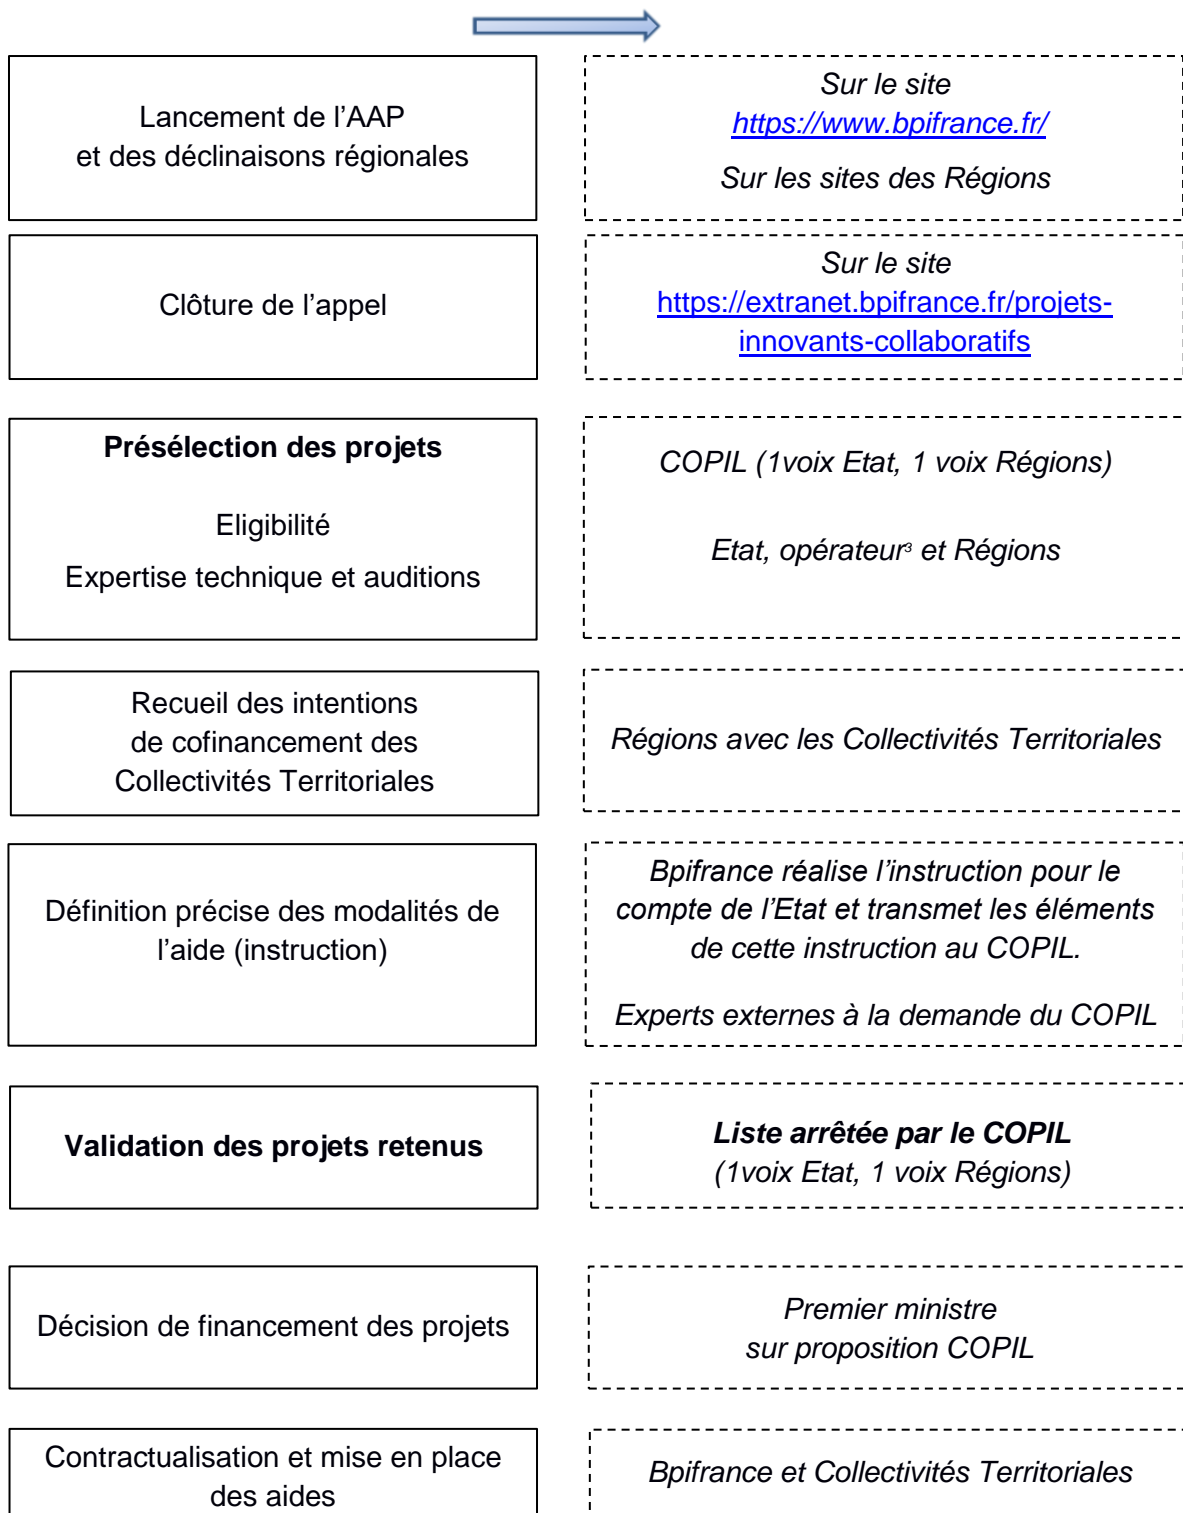 Lancement de l’AAP
et des déclinaisons régionales
Sur le site
https://www.bpifrance.fr/
Sur les sites des Régions
Clôture de l’appel
Sur le site
https://extranet.bpifrance.fr/projets-
innovants-collaboratifs
Présélection des projets
Eligibilité
Expertise technique et auditions
COPIL (1voix Etat, 1 voix Régions)
Etat, opérateur³ et Régions
Recueil des intentions
de cofinancement des
Collectivités Territoriales
Régions avec les Collectivités Territoriales
Définition précise des modalités de
l’aide (instruction)
Bpifrance réalise l’instruction pour le
compte de l’Etat et transmet les éléments
de cette instruction au COPIL.
Experts externes à la demande du COPIL
Validation des projets retenus
Liste arrêtée par le COPIL
(1voix Etat, 1 voix Régions)
Décision de financement des projets
Premier ministre
sur proposition COPIL
Contractualisation et mise en place
des aides
Bpifrance et Collectivités Territoriales